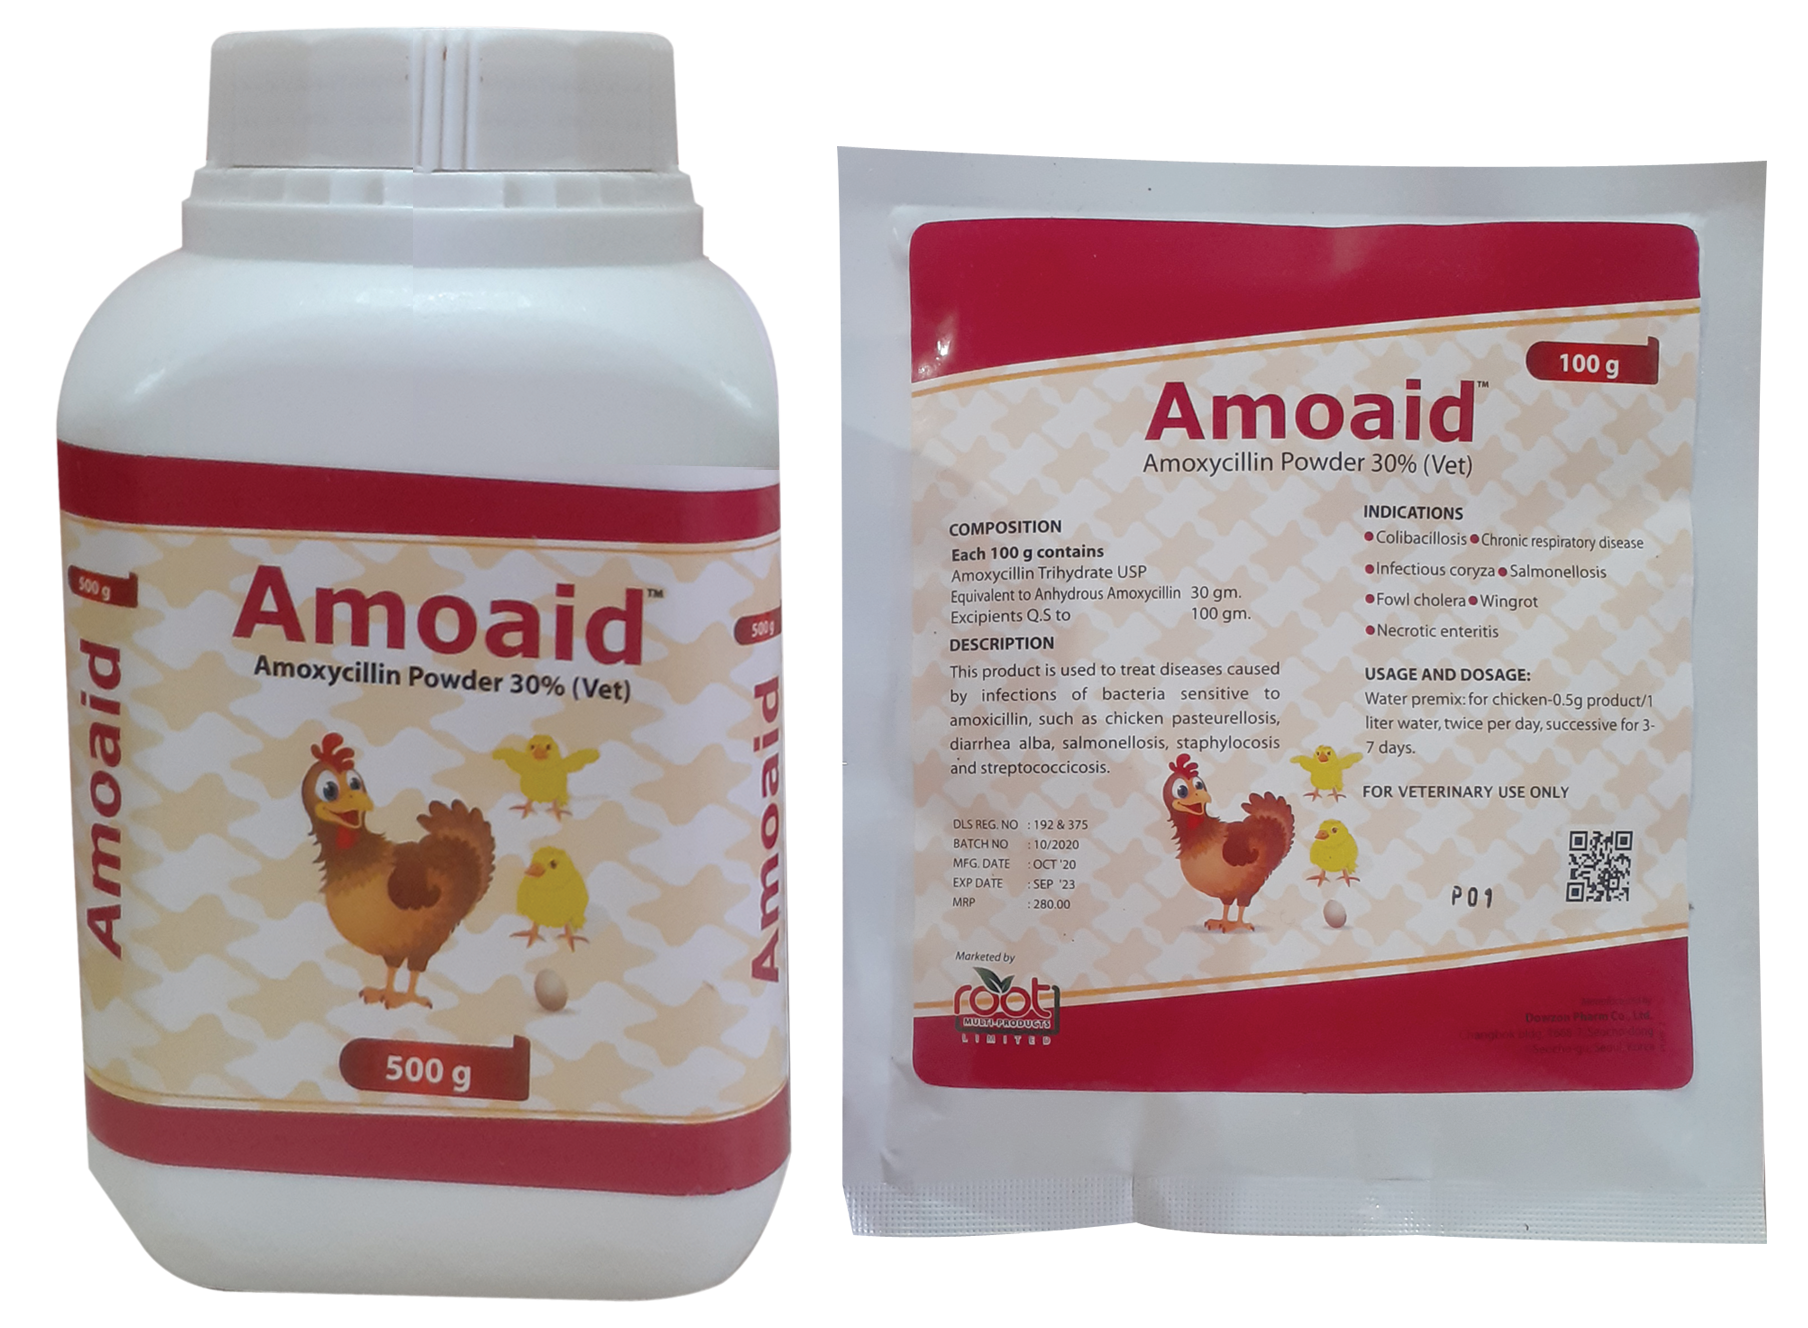 500 g
Amoaid
Amoaid™
Amoxycillin Powder 30% (Vet)
500 g
500 g
Amoaid
100 g
Amoaid™
Amoxycillin Powder 30% (Vet)
COMPOSITION
Each 100 g contains
Amoxycillin Trihydrate USP
Equivalent to Anhydrous Amoxycillin 30 gm.
Excipients Q.S to 100 gm.
DESCRIPTION
This product is used to treat diseases caused
by infections of bacteria sensitive to
amoxicillin, such as chicken pasteurellosis,
diarrhea alba, salmonellosis, staphylocosis
and streptococcicosis.
INDICATIONS
●Colibacillosis ●Chronic respiratory disease
●Infectious coryza ●Salmonellosis
●Fowl cholera ●Wingrot
●Necrotic enteritis
USAGE AND DOSAGE:
Water premix: for chicken-0.5g product/1
liter water, twice per day, successive for 3-
7 days.
FOR VETERINARY USE ONLY
DLS REG. NO : 192 & 375
BATCH NO : 10/2020
MFG. DATE : OCT '20
EXP DATE : SEP '23
MRP : 280.00
P01
Marketed by
root
MULTI-PRODUCTS
LIMITED
Pharm Co., Ltd.